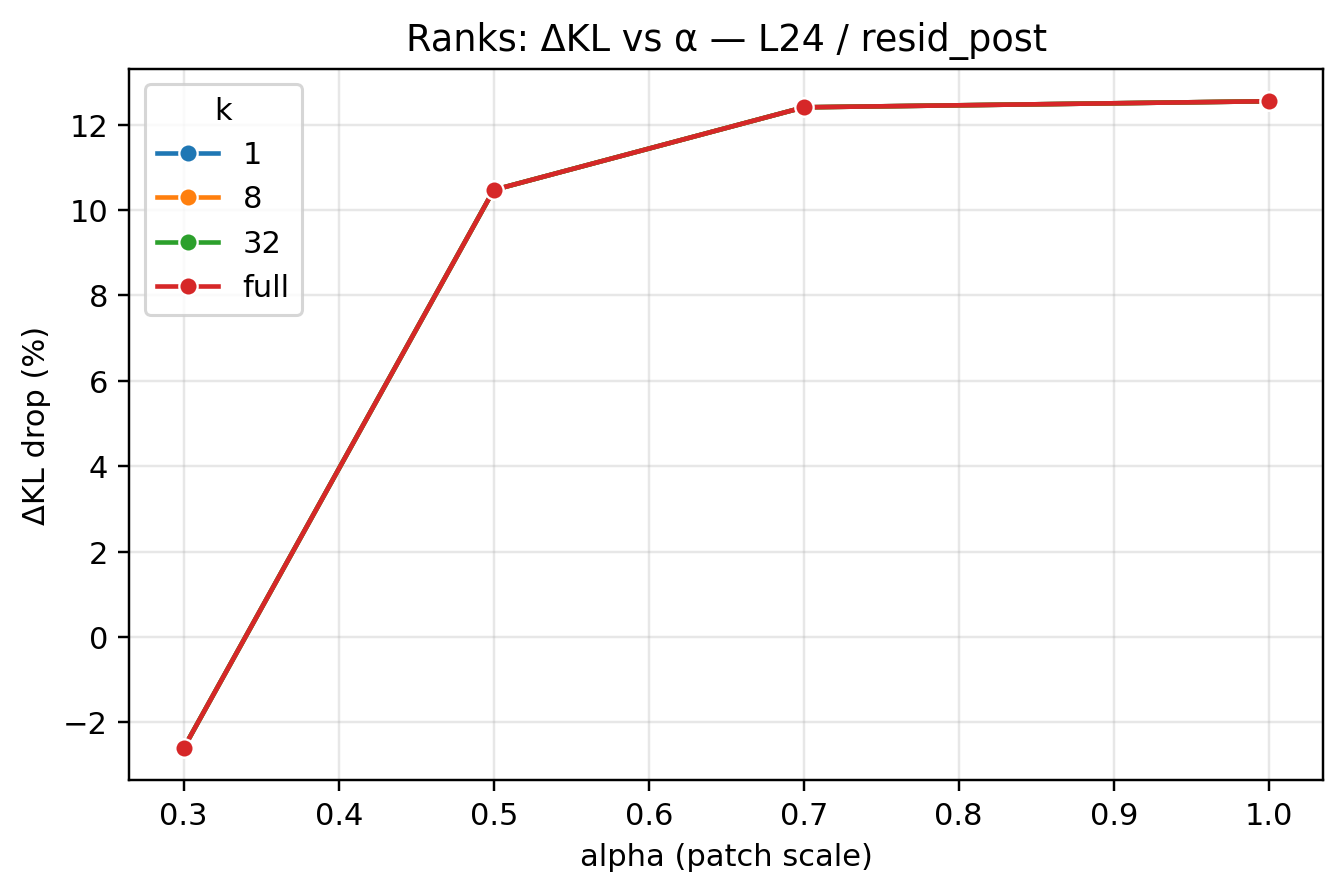 Ranks: ΔKL vs α — L24 / resid_post
k
1
8
32
full
ΔKL drop (%)
12
10
8
6
4
2
0
−2
0.3 0.4 0.5 0.6 0.7 0.8 0.9 1.0
alpha (patch scale)